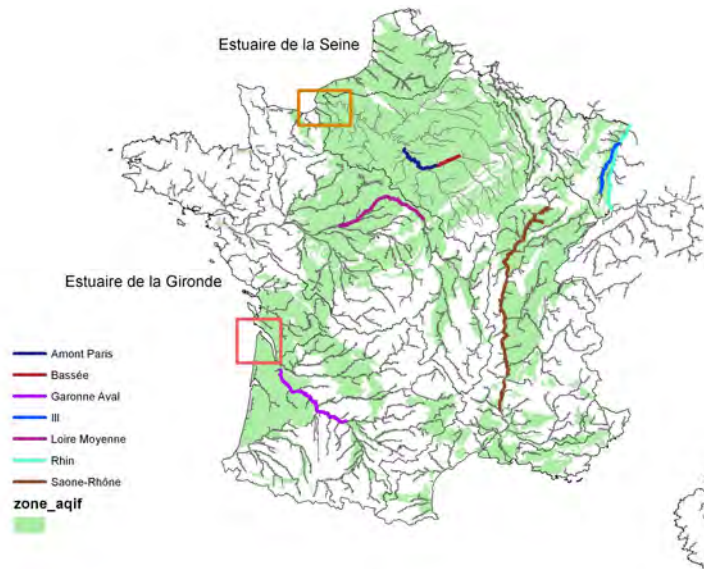 Estuaire de la Seine
Estuaire de la Gironde
Amont Paris
Bassée
Garonne Aval
Ill
Loire Moyenne
Rhin
Saone-Rhône
zone_aqif